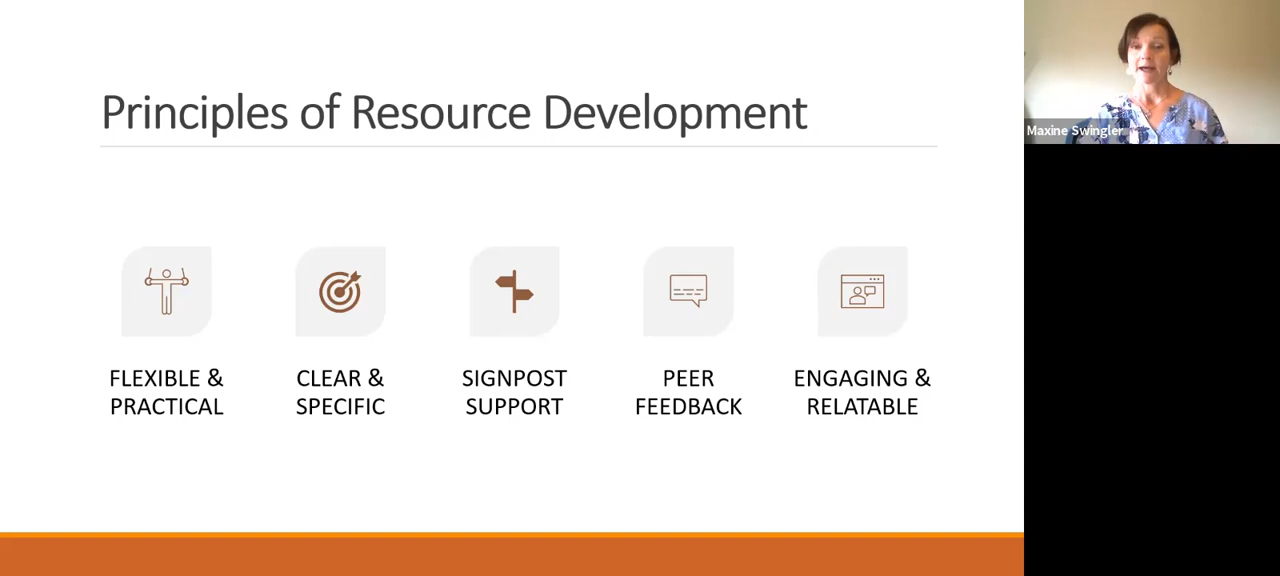 Principles of Resource Development
Maxine Swingler
FLEXIBLE &
PRACTICAL
CLEAR &
SPECIFIC
SIGNPOST
SUPPORT
PEER
FEEDBACK
ENGAGING &
RELATABLE